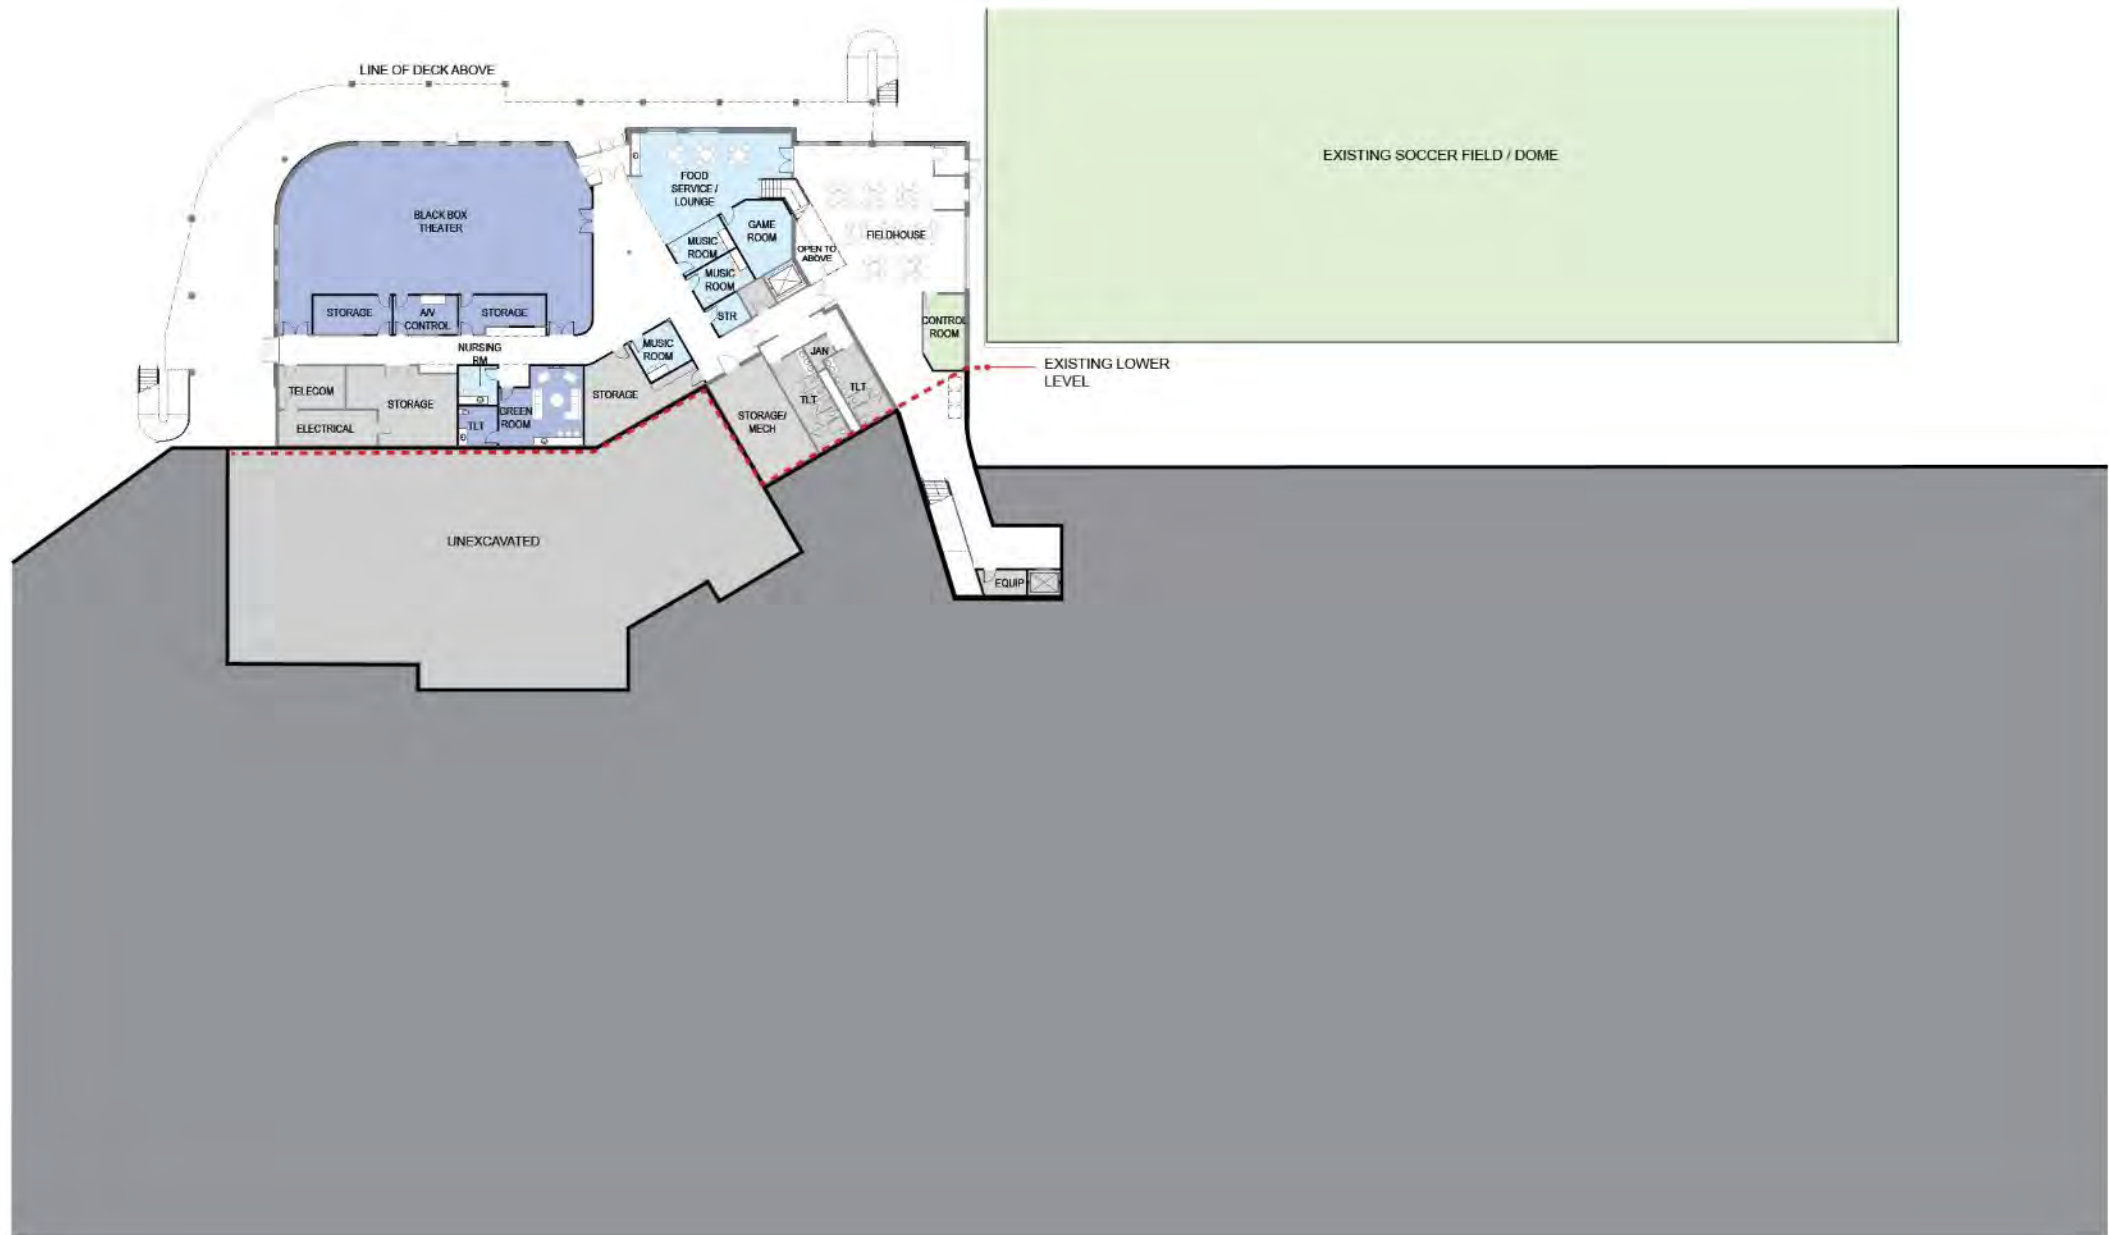 LINE OF DECK ABOVE
EXISTING SOCCER FIELD / DOME
FOOD
SERVICE /
LOUNGE
BLACK BOX
THEATER
GAME
ROOM
FIELDHOUSE
MUSIC
ROOM
OPEN TO
ABOVE
MUSIC
ROOM
STORAGE
A/V
CONTROL
STORAGE
STR
CONTROL
ROOM
NURSING
RM
MUSIC
ROOM
JAN
EXISTING LOWER
LEVEL
TELECOM
STORAGE
GREEN
ROOM
STORAGE
TLT
TLT
TLT
ELECTRICAL
STORAGE/
MECH
UNEXCAVATED
EQUIP